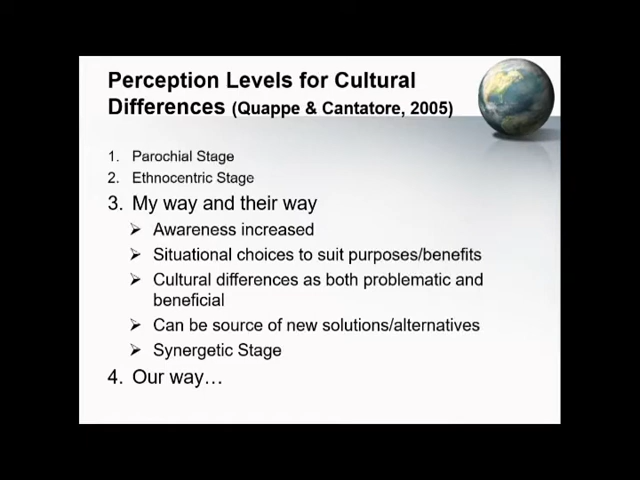 Perception Levels for Cultural
Differences (Quappe & Cantatore, 2005)
1. Parochial Stage
2. Ethnocentric Stage
3. My way and their way
➢ Awareness increased
➢ Situational choices to suit purposes/benefits
➢ Cultural differences as both problematic and
beneficial
➢ Can be source of new solutions/alternatives
➢ Synergetic Stage
4. Our way…